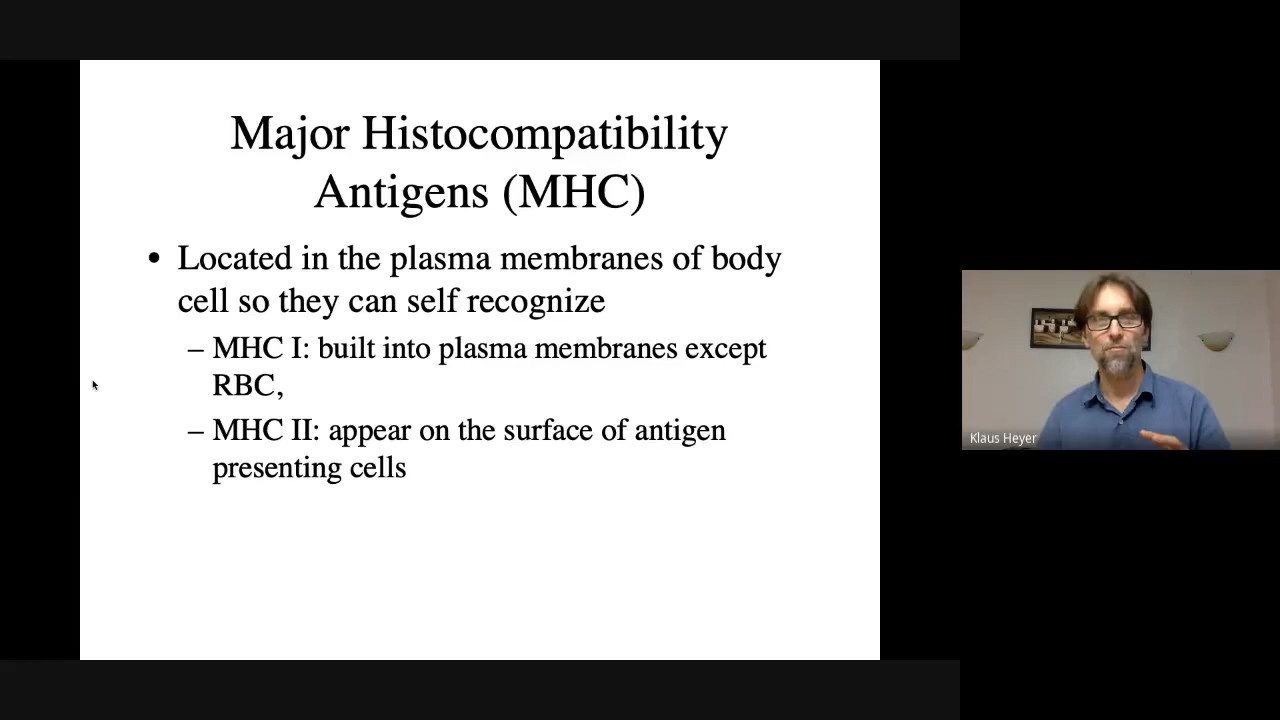 Major Histocompatibility
Antigens (MHC)
• Located in the plasma membranes of body
cell so they can self recognize
– MHC I: built into plasma membranes except
RBC,
– MHC II: appear on the surface of antigen
presenting cells
Klaus Heyer